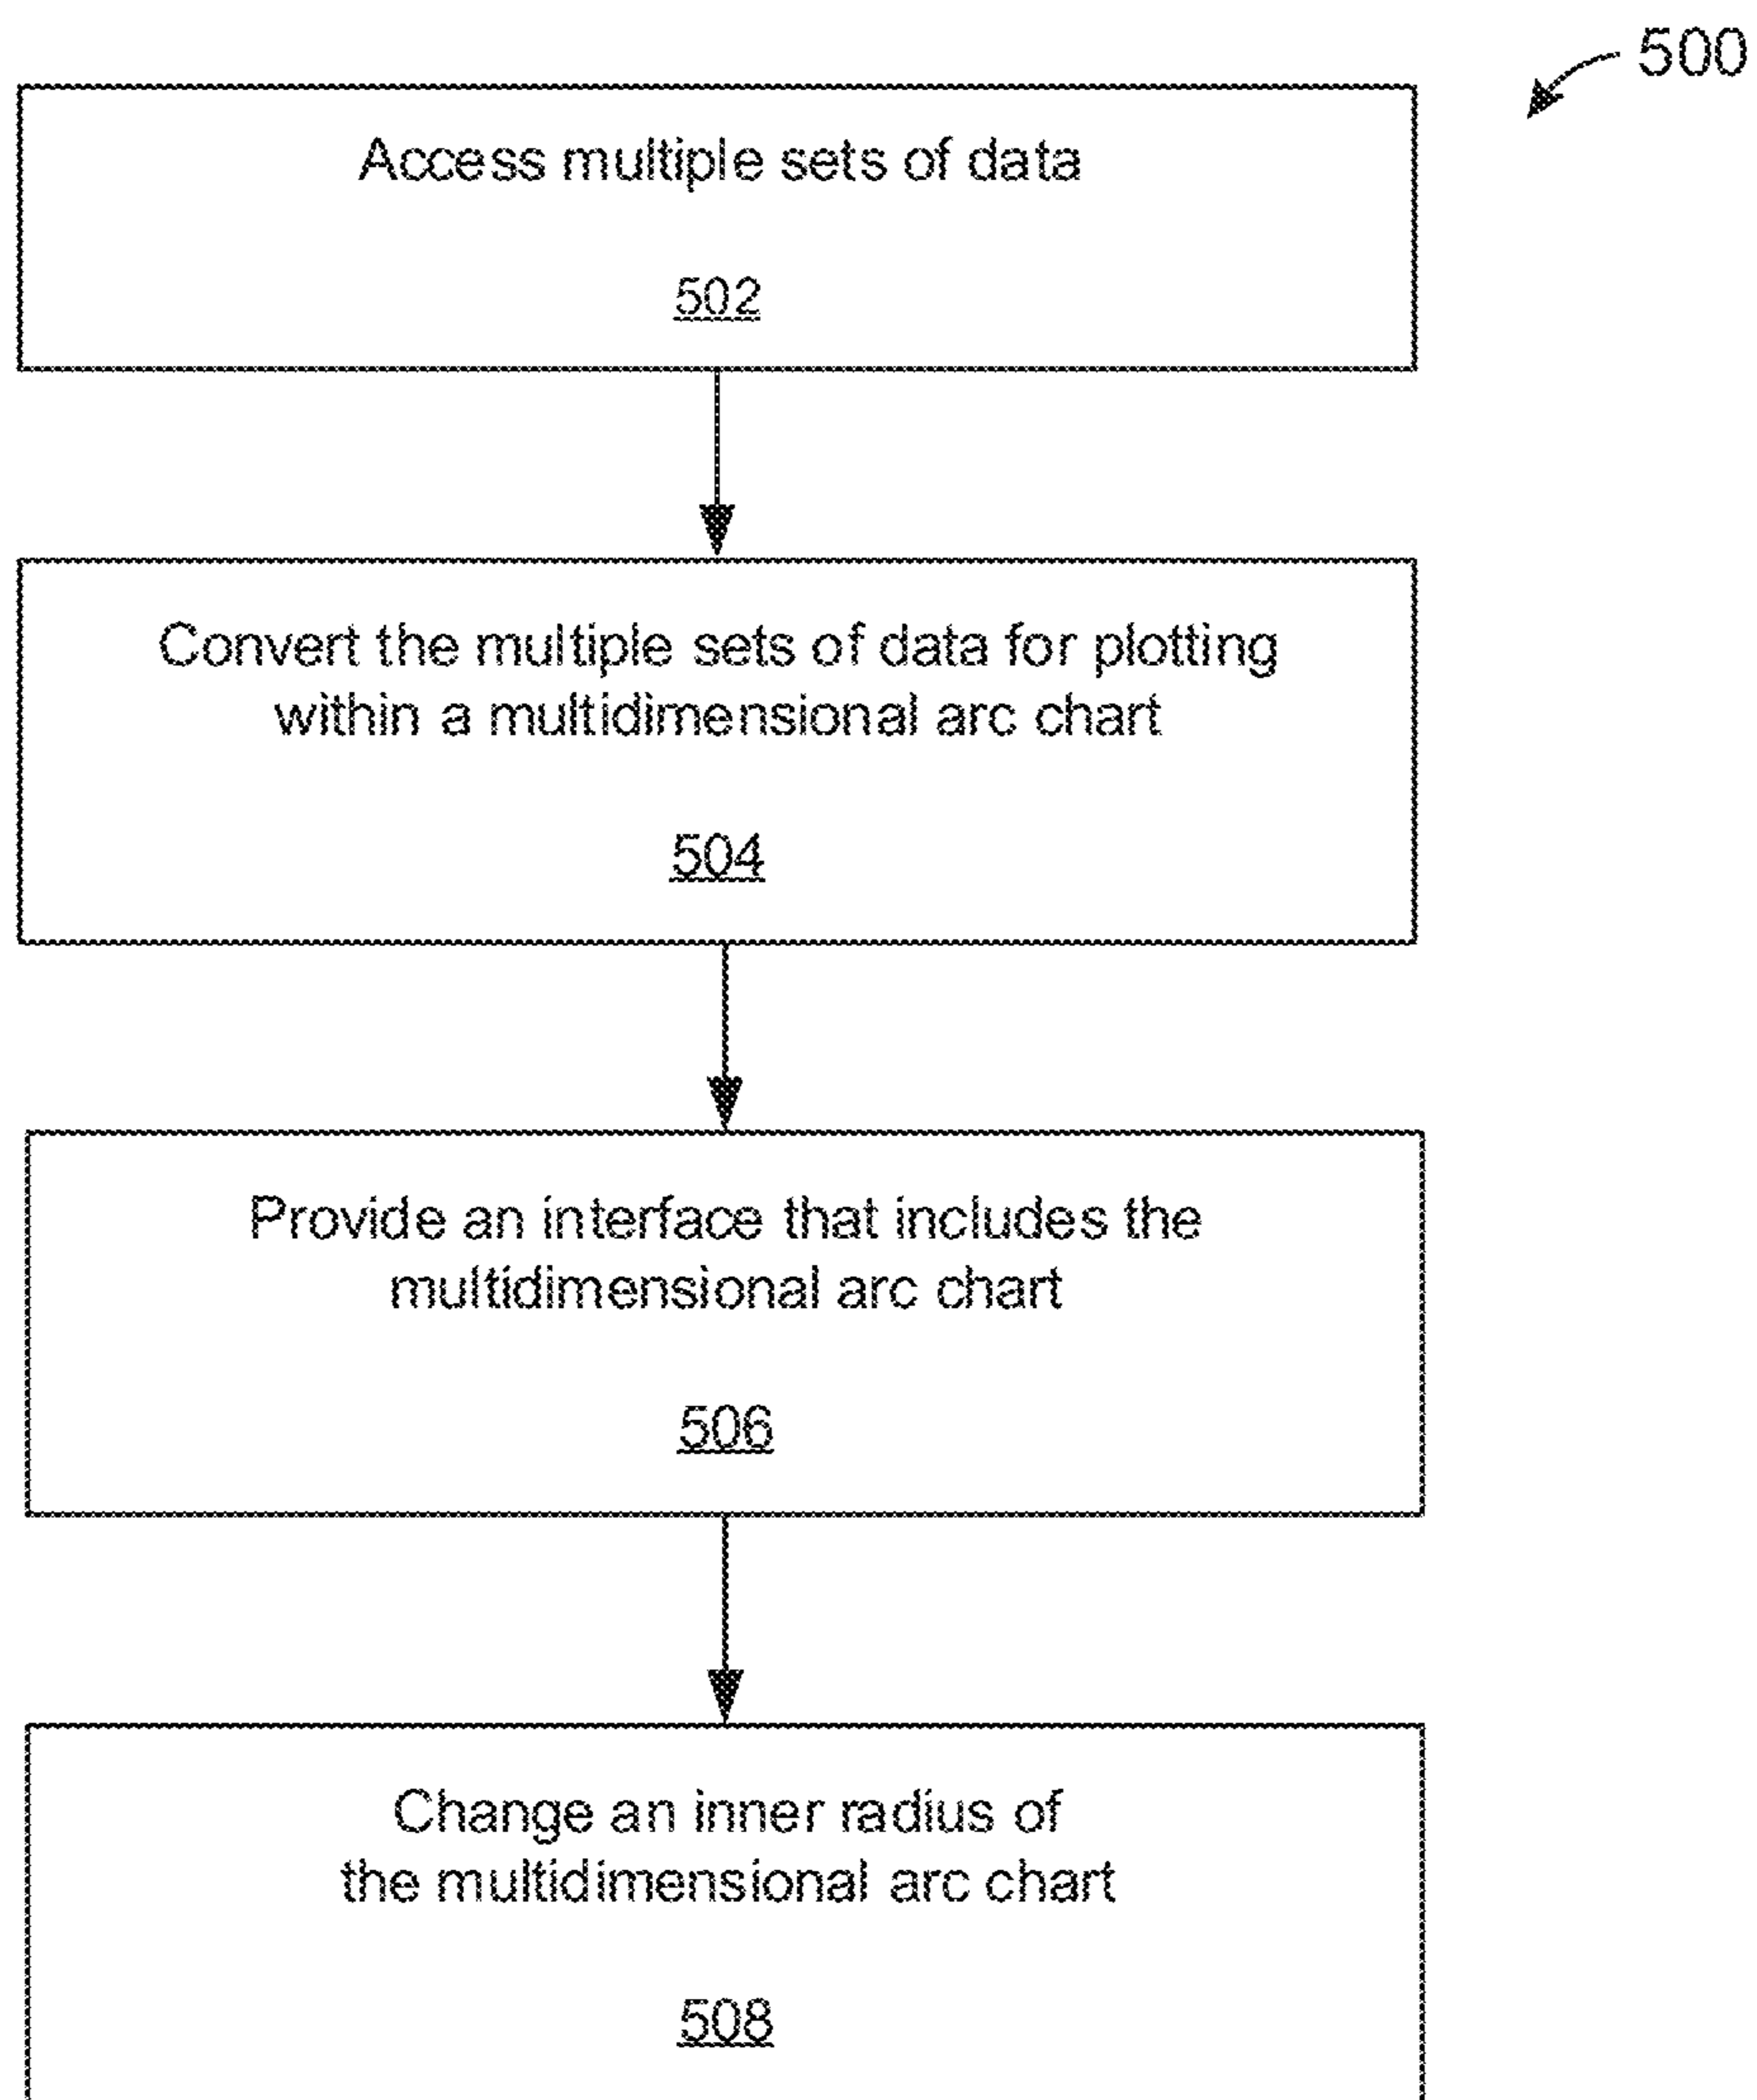 500
Access multiple sets of data
502
Convert the multiple sets of data for plotting
within a multidimensional arc chart
504
Provide an interface that includes the
multidimensional arc chart
506
Change an inner radius of
the multidimensional arc chart
508